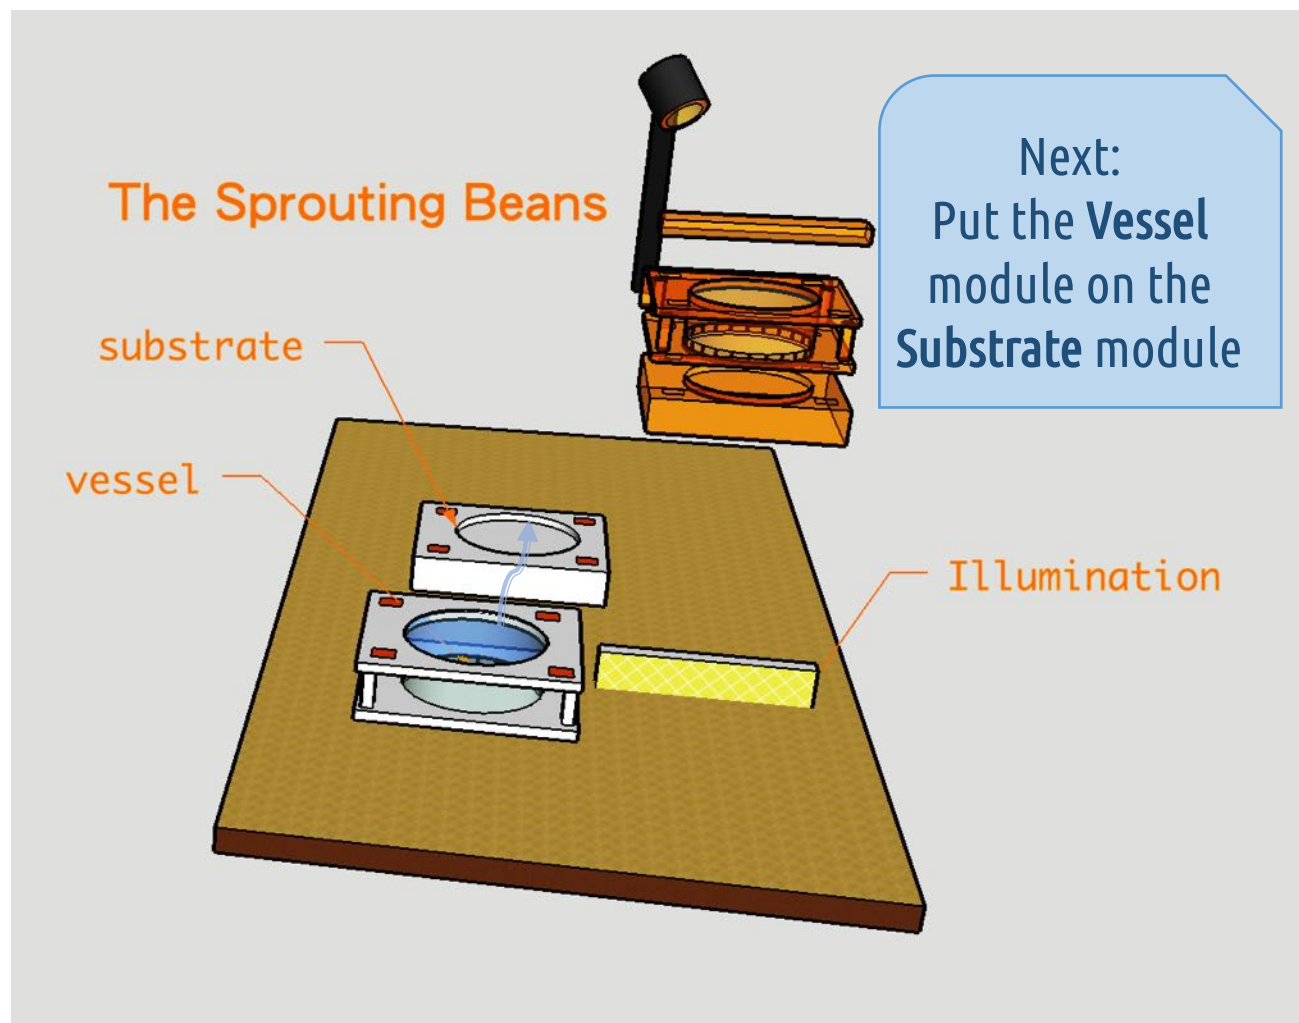 The Sprouting Beans
Next:
Put the Vessel
module on the
Substrate module
substrate
vessel
Illumination